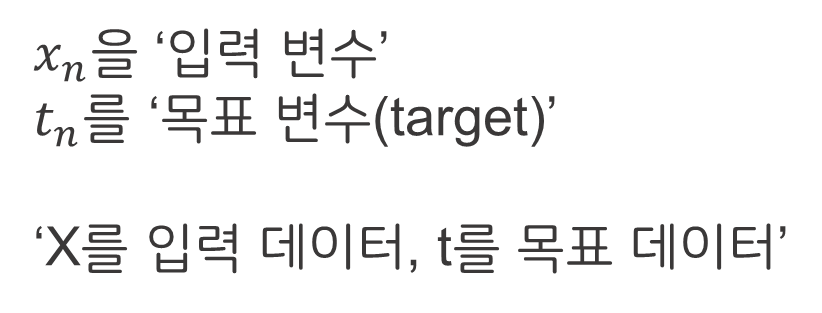 xₙ을 ‘입력 변수’
tₙ를 ‘목표 변수(target)’
‘X를 입력 데이터, t를 목표 데이터’